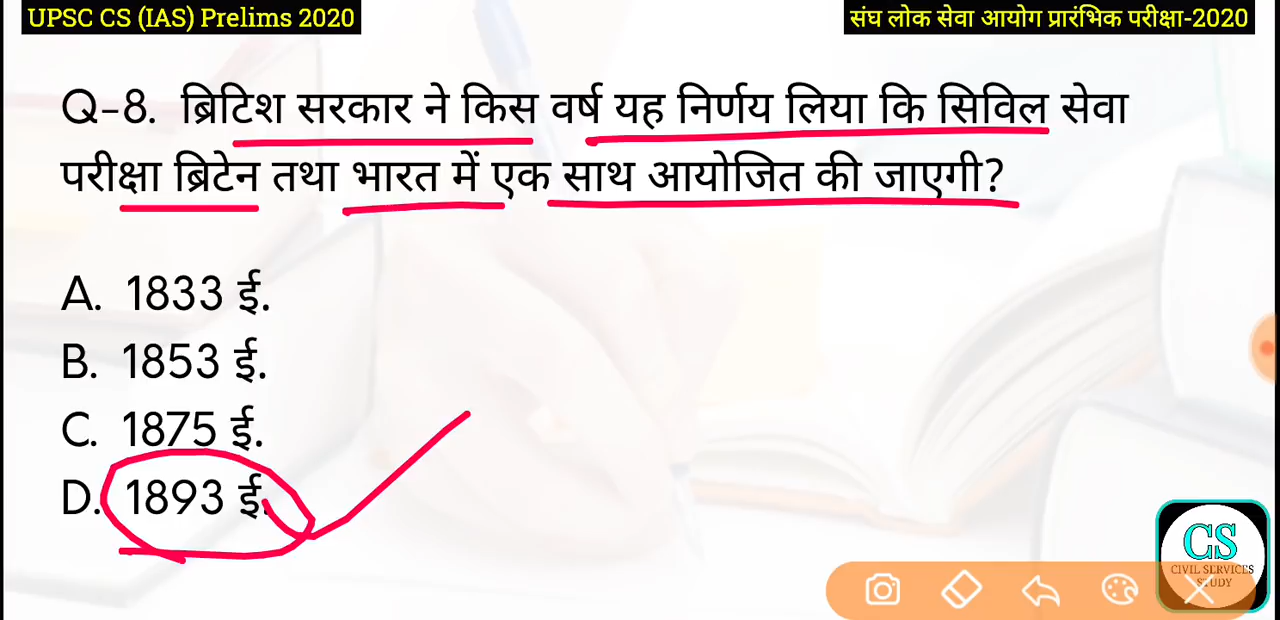 UPSC CS (IAS) Prelims 2020
संघ लोक सेवा आयोग प्रारंभिक परीक्षा-2020
Q-8. ब्रिटिश सरकार ने किस वर्ष यह निर्णय लिया कि सिविल सेवा
परीक्षा ब्रिटेन तथा भारत में एक साथ आयोजित की जाएगी?
A. 1833 ई.
B. 1853 ई.
C. 1875 ई.
D. 1893 ई.
CS
CIVIL SERVICES
STUDY